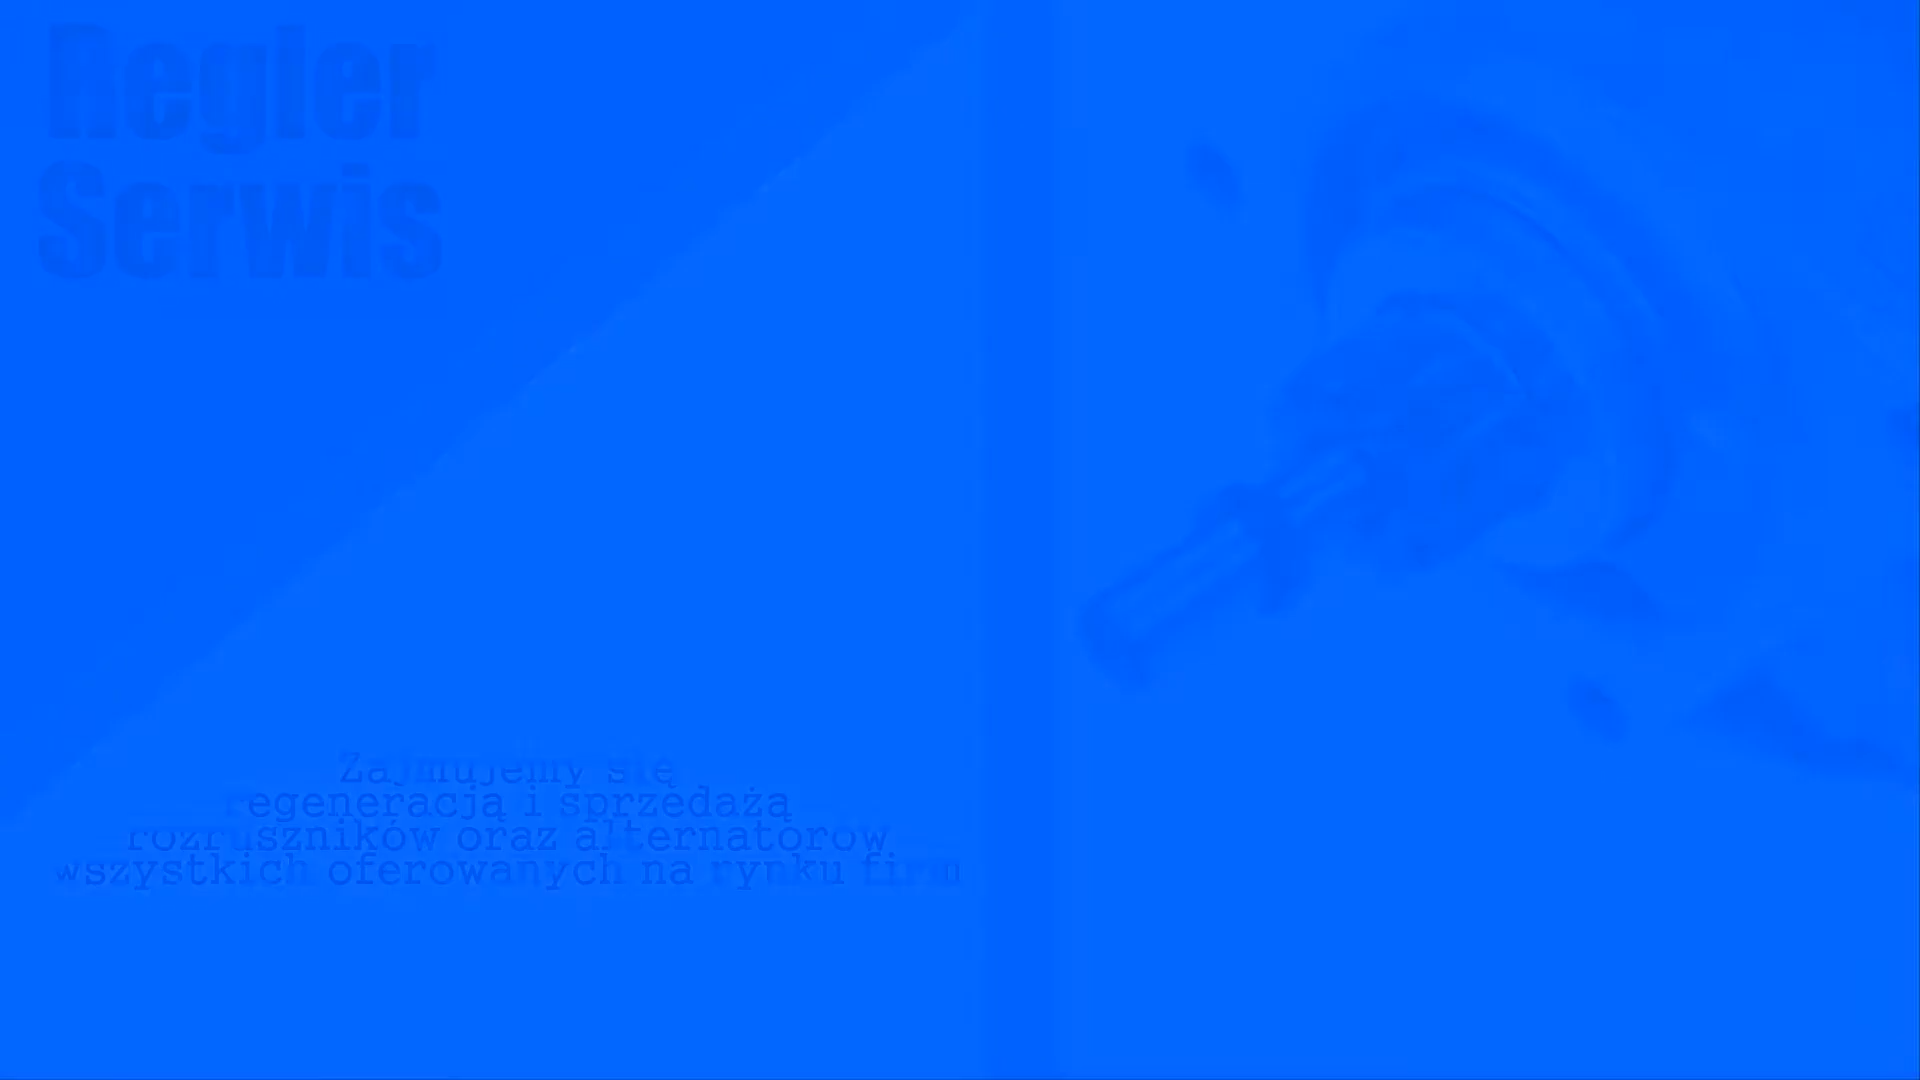 Regler
Serwis
Zajmujemy się
regeneracją i sprzedażą
rozruszników oraz alternatorów
wszystkich oferowanych na rynku firm